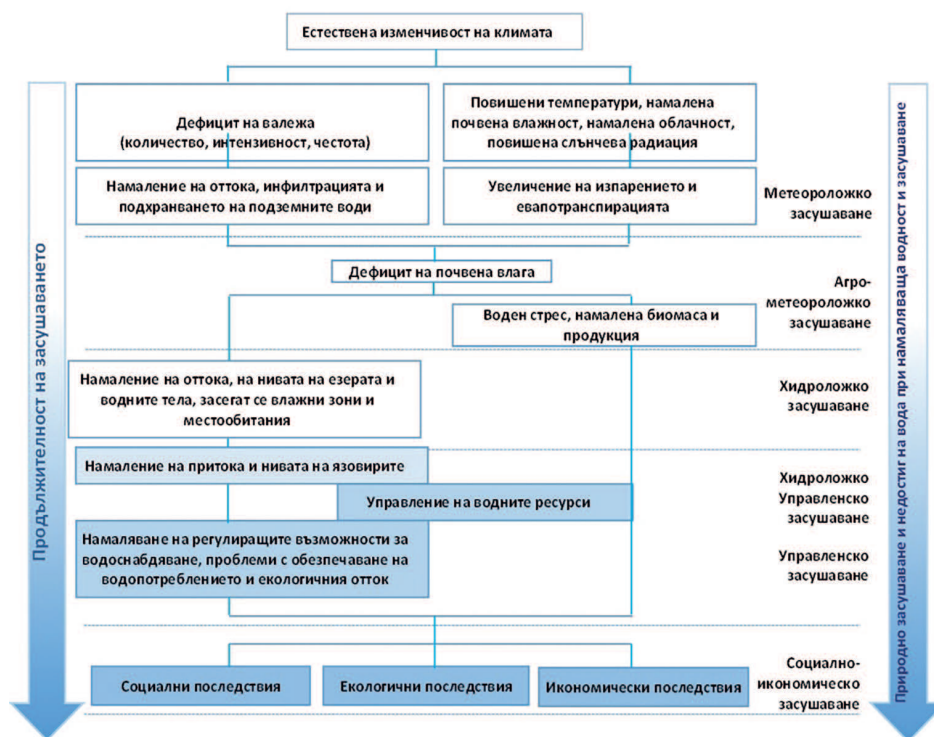 Естествена изменчивост на климата
Дефицит на валежа
(количество, интензивност, честота)
Повишени температури, намалена
почвена влажност, намалена облачност,
повишена слънчева радиация
Намаление на оттока, инфилтрацията и
подхранването на подземните води
Увеличение на изпарението и
евапотранспирацията
Метеороложко
засушаване
Дефицит на почвена влага
Агро-
метеороложко
засушаване
Воден стрес, намалена биомаса и
продукция
Намаление на оттока, на нивата на езерата и
водните тела, засегат се влажни зони и
местообитания
Хидроложко
засушаване
Намаление на притока и нивата на язовирите
Управление на водните ресурси
Хидроложко
Управленско
засушаване
Намаляване на регулиращите възможности за
водоснабдяване, проблеми с обезпечаване на
водопотреблението и екологичния отток
Управленско
засушаване
Социални последствия
Екологични последствия
Икономически последствия
Социално-
икономическо
засушаване
Продължителност на засушаването
Природно засушаване и недостиг на вода при намаляваща водност и засушаване